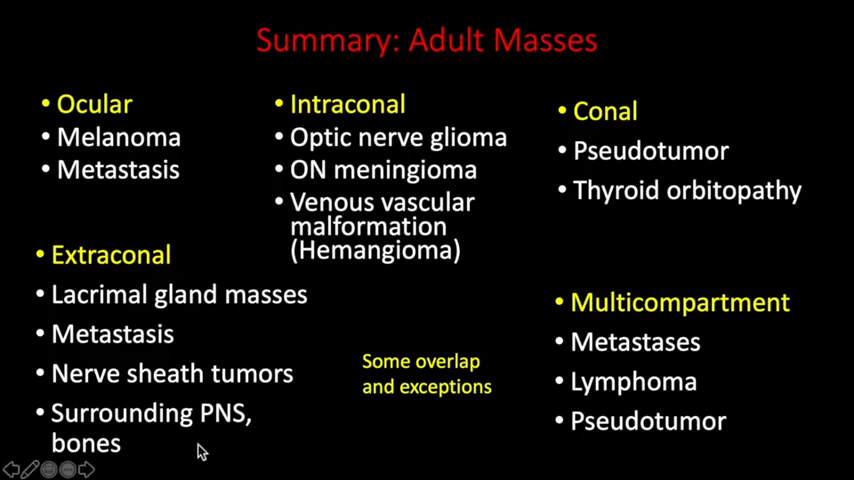 Summary: Adult Masses
• Ocular
• Melanoma
• Metastasis
• Intraconal
• Optic nerve glioma
• ON meningioma
• Venous vascular
malformation
(Hemangioma)
• Conal
• Pseudotumor
• Thyroid orbitopathy
• Extraconal
• Lacrimal gland masses
• Metastasis
• Nerve sheath tumors
• Surrounding PNS,
bones
Some overlap
and exceptions
• Multicompartment
• Metastases
• Lymphoma
• Pseudotumor